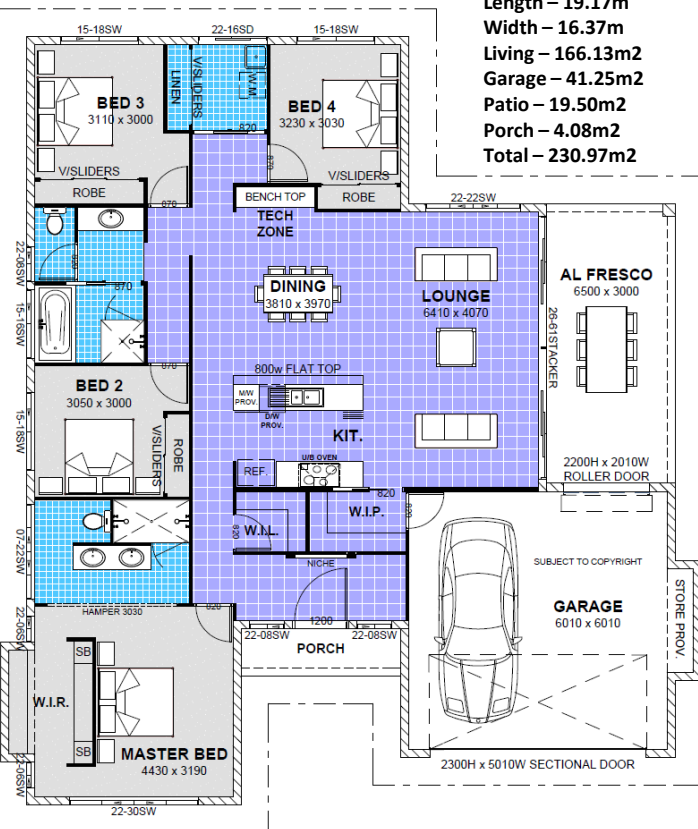 Length – 19.17m
Width – 16.37m
Living – 166.13m2
Garage – 41.25m2
Patio – 19.50m2
Porch – 4.08m2
Total – 230.97m2
15-18SW
22-16SD
15-18SW
BED 3
3110 x 3000
LINEN
V/SLIDERS
W.M.
BED 4
3230 x 3030
820
870
V/SLIDERS
ROBE
V/SLIDERS
ROBE
870
BENCH TOP
TECH
ZONE
22-22SW
22-08SW
820
870
15-16SW
DINING
3810 x 3970
LOUNGE
6410 x 4070
AL FRESCO
6500 x 3000
26-61STACKER
870
800w FLAT TOP
BED 2
3050 x 3000
15-18SW
V/SLIDERS
ROBE
M/W
PROV.
D/W
PROV.
KIT.
U/B OVEN
REF.
2200H x 2010W
ROLLER DOOR
820
W.I.P.
820
W.I.L.
820
07-22SW
NICHE
SUBJECT TO COPYRIGHT
GARAGE
6010 x 6010
STORE PROV.
HAMPER 3030
820
1200
22-08SW
22-08SW
PORCH
22-06SW
SB
W.I.R.
SB
MASTER BED
4430 x 3190
22-06SW
22-30SW
2300H x 5010W SECTIONAL DOOR